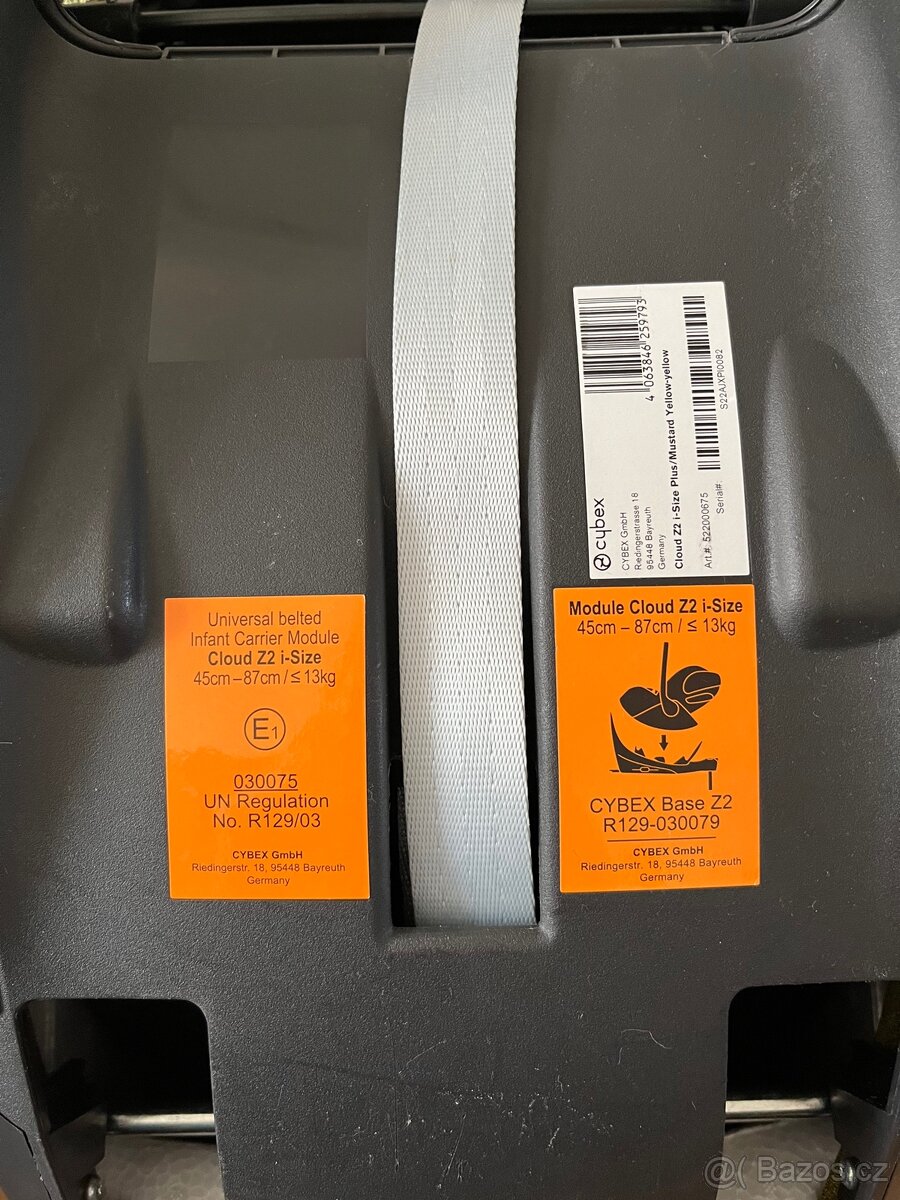 4 063846 259793
S22AJXPI0082
Serial#:
cybex
CYBEX GmbH
Riedingerstrasse 18
95448 Bayreuth
Germany
Cloud Z2 i-Size Plus/Mustard Yellow-yellow
Art.#: 522000675
Universal belted
Infant Carrier Module
Cloud Z2 i-Size
45cm – 87cm / ≤ 13kg
E1
030075
UN Regulation
No. R129/03
CYBEX GmbH
Riedingerstr. 18, 95448 Bayreuth
Germany
Module Cloud Z2 i-Size
45cm – 87cm / ≤ 13kg
CYBEX Base Z2
R129-030079
CYBEX GmbH
Riedingerstr. 18, 95448 Bayreuth
Germany
@( Bazos.cz